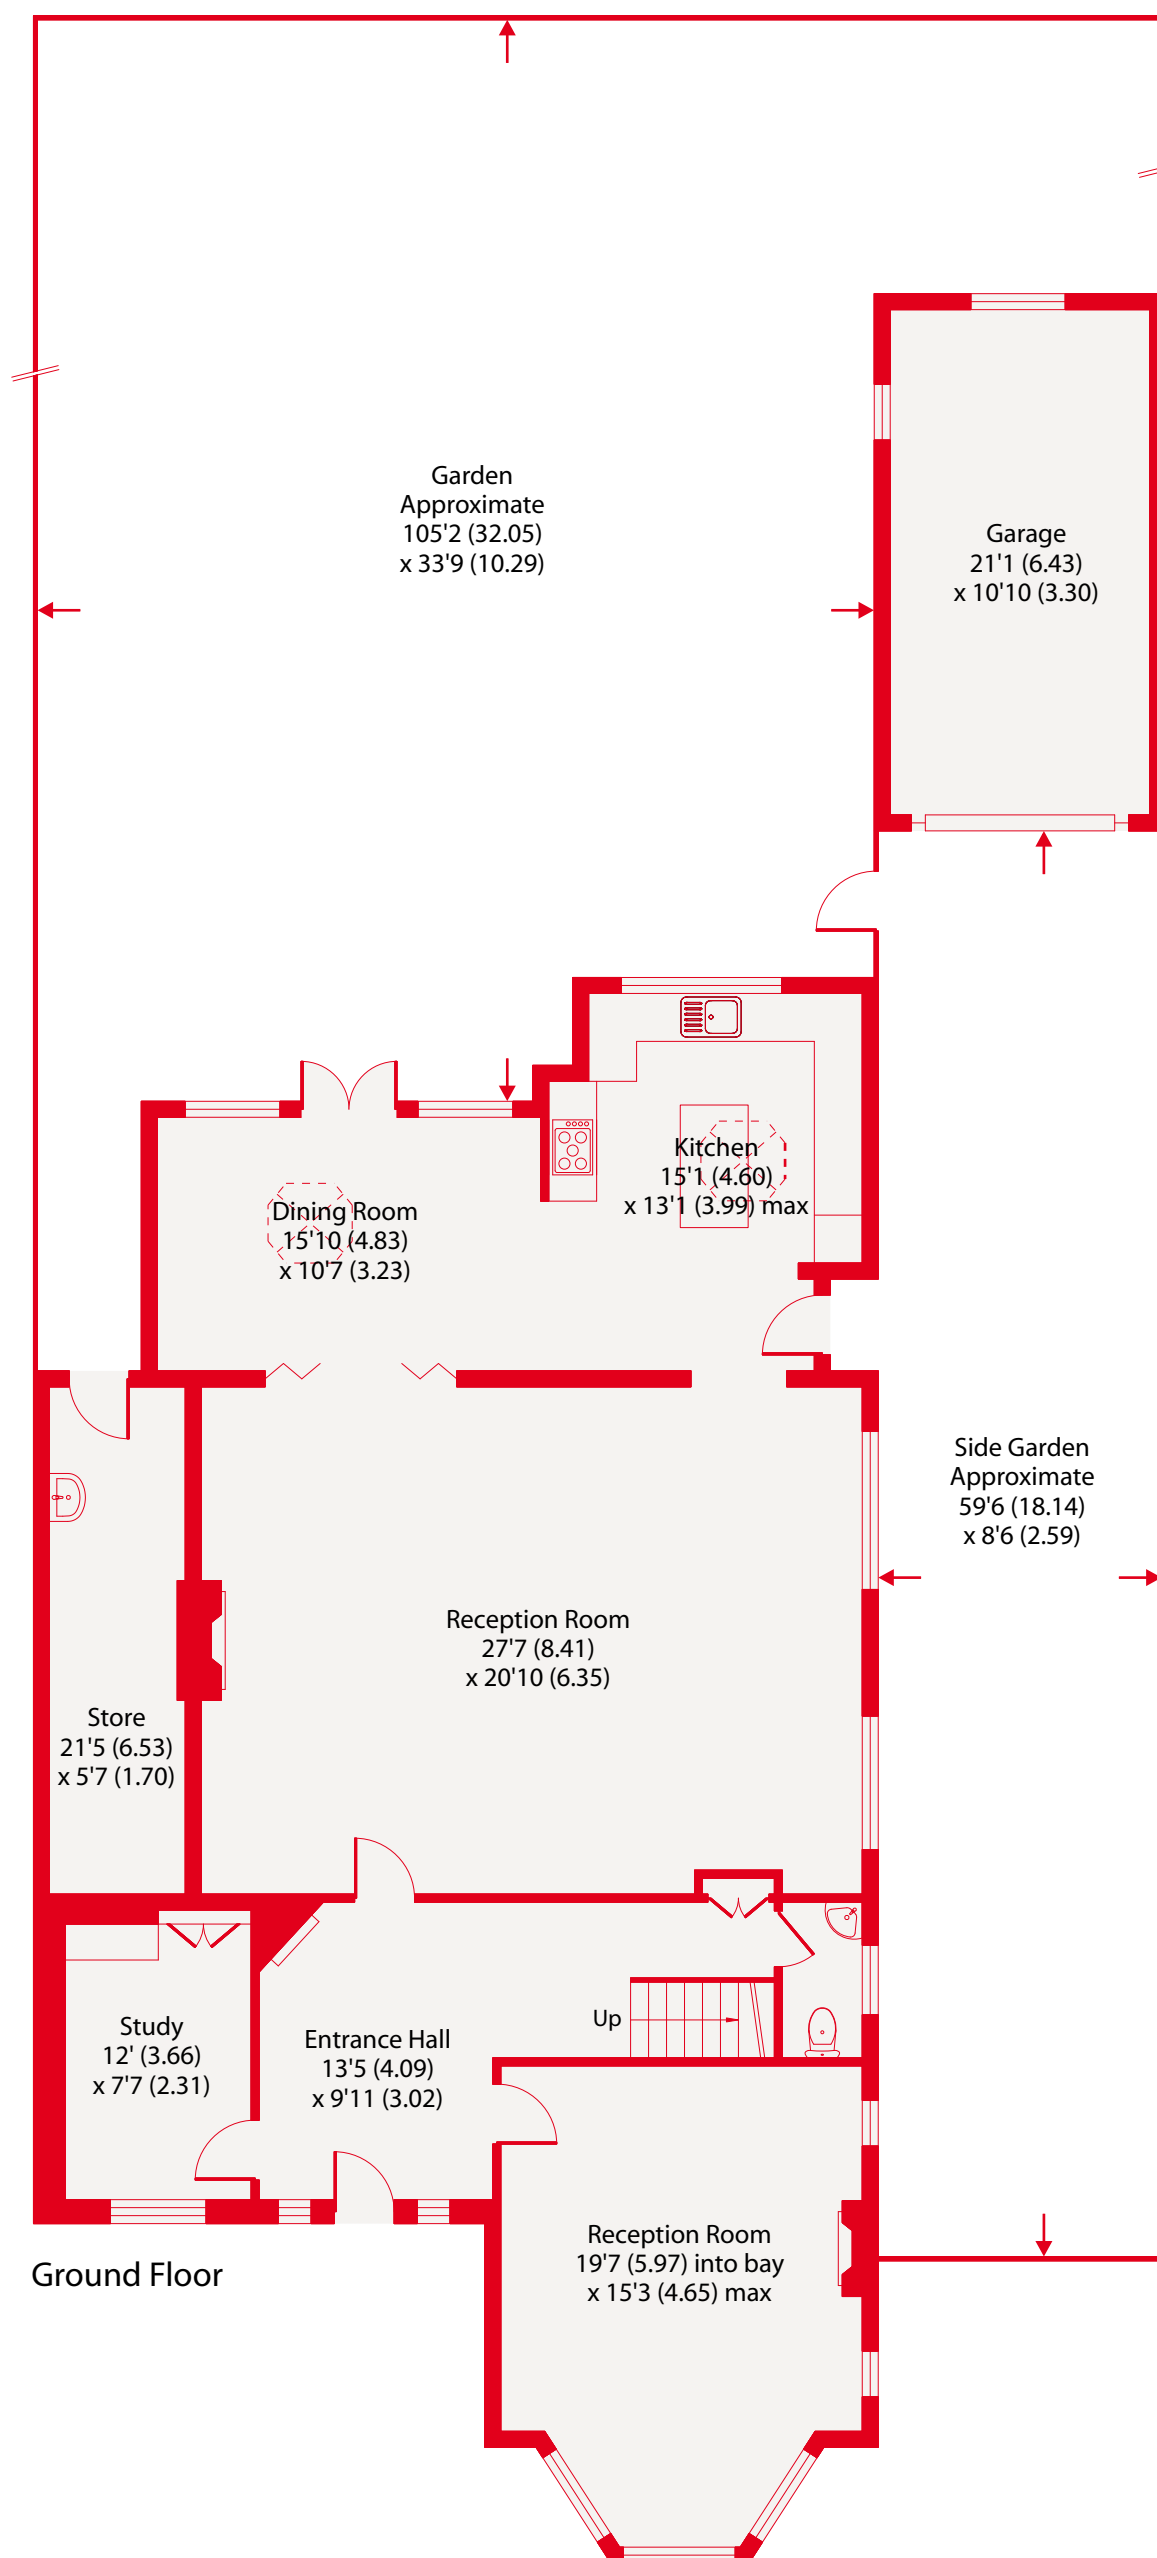 Garden
Approximate
105'2 (32.05)
x 33'9 (10.29)
Garage
21'1 (6.43)
x 10'10 (3.30)
Kitchen
15'1 (4.60)
x 13'1 (3.99) max
Dining Room
15'10 (4.83)
x 10'7 (3.23)
Side Garden
Approximate
59'6 (18.14)
x 8'6 (2.59)
Reception Room
27'7 (8.41)
x 20'10 (6.35)
Store
21'5 (6.53)
x 5'7 (1.70)
Up
Study
12' (3.66)
x 7'7 (2.31)
Entrance Hall
13'5 (4.09)
x 9'11 (3.02)
Reception Room
19'7 (5.97) into bay
x 15'3 (4.65) max
Ground Floor